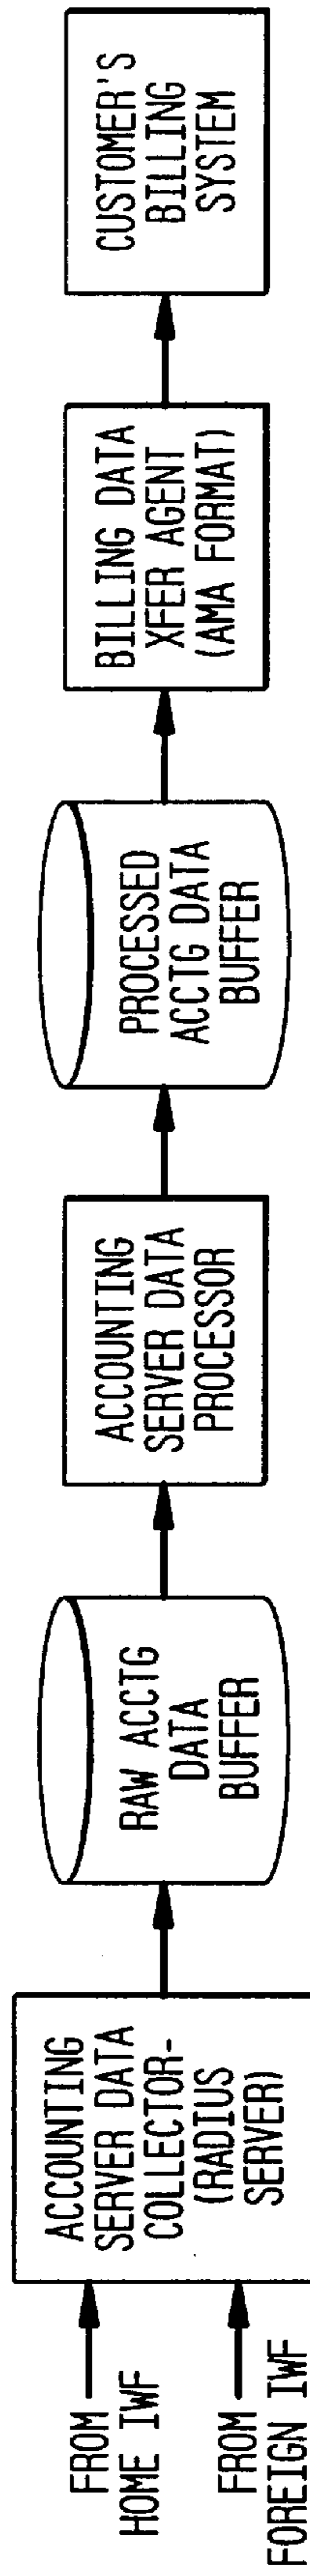 FROM
HOME IWF
FROM
FOREIGN IWF
ACCOUNTING
SERVER DATA
COLLECTOR-
(RADIUS
SERVER)
RAW ACCTG
DATA
BUFFER
ACCOUNTING
SERVER DATA
PROCESSOR
PROCESSED
ACCTG DATA
BUFFER
BILLING DATA
XFER AGENT
(AMA FORMAT)
CUSTOMER'S
BILLING
SYSTEM